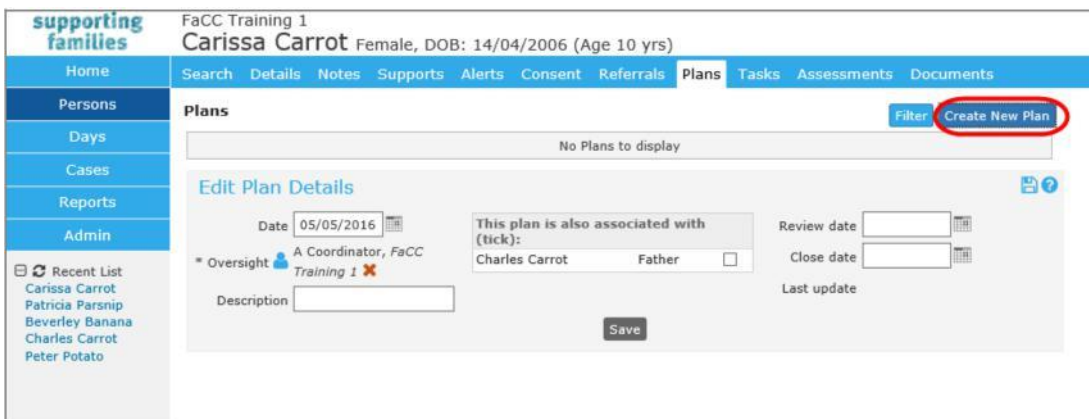 supporting
families
FaCC Training 1
Carissa Carrot Female, DOB: 14/04/2006 (Age 10 yrs)
Home
Persons
Days
Cases
Reports
Admin
Recent List
Carissa Carrot
Patricia Parsnip
Beverley Banana
Charles Carrot
Peter Potato
Search Details Notes Supports Alerts Consent Referrals Plans Tasks Assessments Documents
Plans
Filter Create New Plan
No Plans to display
Edit Plan Details
Date 05/05/2016
* Oversight A Coordinator, FaCC
Training 1
Description
This plan is also associated with
(tick):
Charles Carrot Father
Review date
Close date
Last update
Save